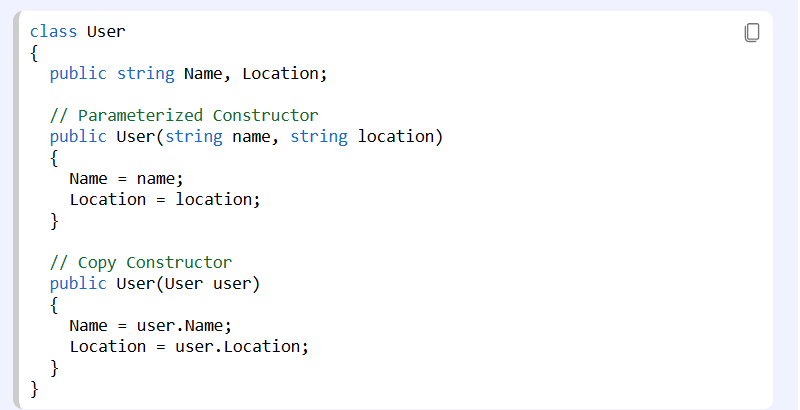 class User
{
public string Name, Location;
// Parameterized Constructor
public User(string name, string location)
{
Name = name;
Location = location;
}
// Copy Constructor
public User(User user)
{
Name = user.Name;
Location = user.Location;
}
}